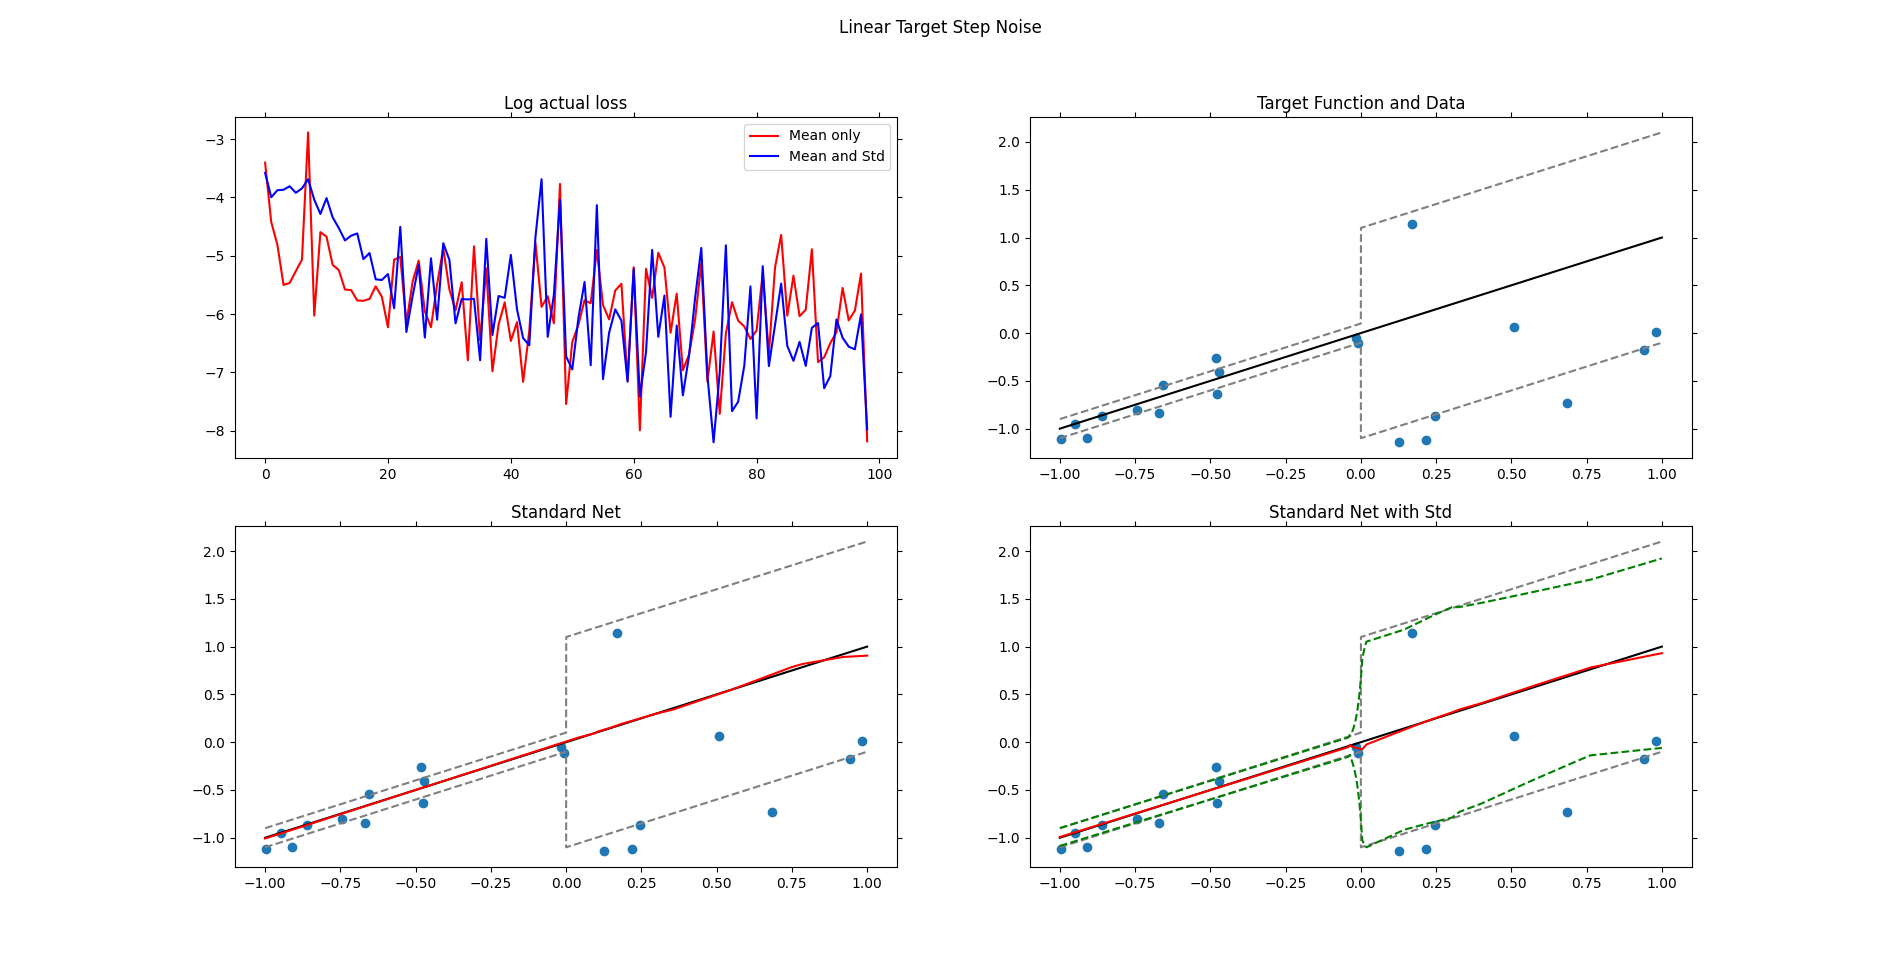 Linear Target Step Noise
Log actual loss
−3
−4
−5
−6
−7
−8
0 20 40 60 80 100
Mean only
Mean and Std
Target Function and Data
2.0
1.5
1.0
0.5
0.0
−0.5
−1.0
−1.00 −0.75 −0.50 −0.25 0.00 0.25 0.50 0.75 1.00
Standard Net
2.0
1.5
1.0
0.5
0.0
−0.5
−1.0
−1.00 −0.75 −0.50 −0.25 0.00 0.25 0.50 0.75 1.00
Standard Net with Std
2.0
1.5
1.0
0.5
0.0
−0.5
−1.0
−1.00 −0.75 −0.50 −0.25 0.00 0.25 0.50 0.75 1.00